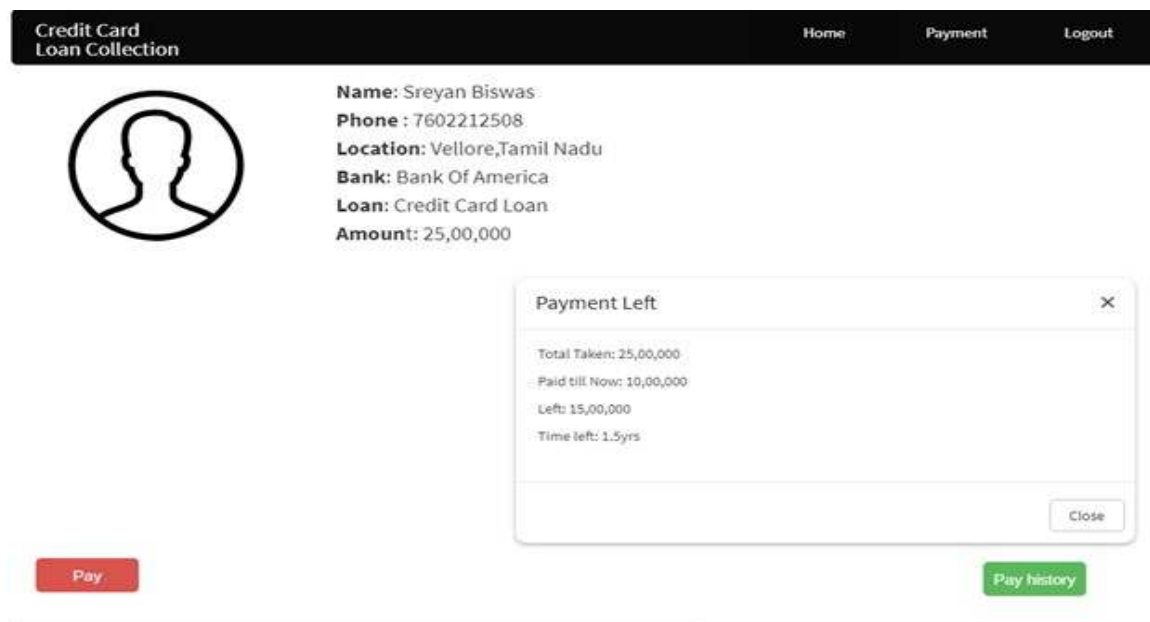 Credit Card
Loan Collection
Home Payment Logout
Name: Sreyan Biswas
Phone : 7602212508
Location: Vellore,Tamil Nadu
Bank: Bank Of America
Loan: Credit Card Loan
Amount: 25,00,000
Payment Left ×
Total Taken: 25,00,000
Paid till Now: 10,00,000
Left: 15,00,000
Time left: 1.5yrs
Close
Pay
Pay history